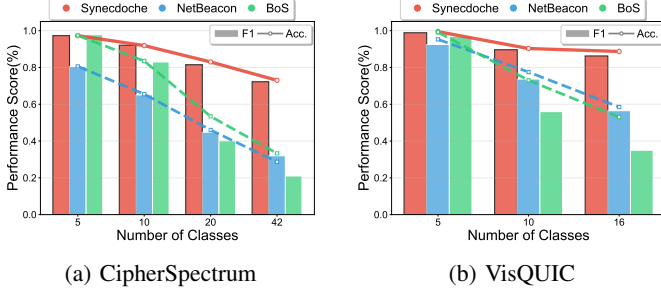 Synecdoche NetBeacon BoS
F1 Acc.
Performance Score(%)
1.0
0.8
0.6
0.4
0.2
0.0
5 10 20 42
Number of Classes
(a) CipherSpectrum
Synecdoche NetBeacon BoS
F1 Acc.
Performance Score(%)
1.0
0.8
0.6
0.4
0.2
0.0
5 10 16
Number of Classes
(b) VisQUIC